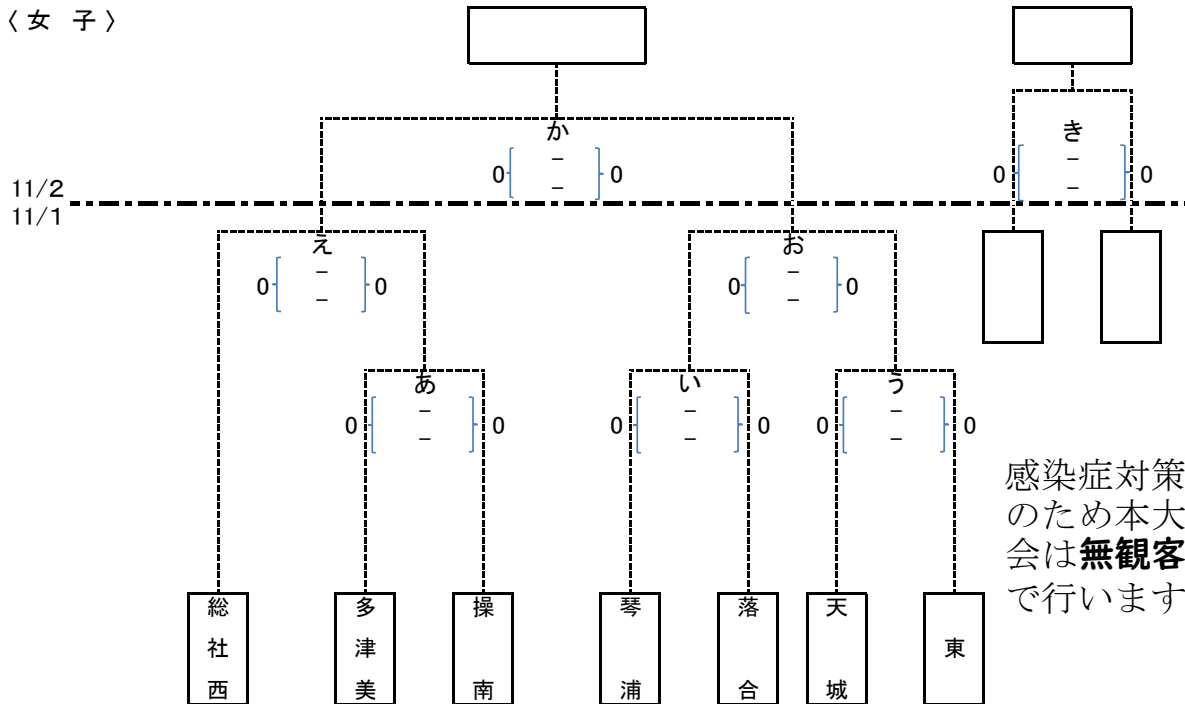 〈女 子〉
か
き
0 - 0
-
0 - 0
-
11/2
11/1
え
お
0 - 0
-
0 - 0
-
あ
い
う
0 - 0
-
0 - 0
-
0 - 0
-
感染症対策
のため本大
会は無観客
で行います
総社西
多津美
操南
琴浦
落合
天城
東